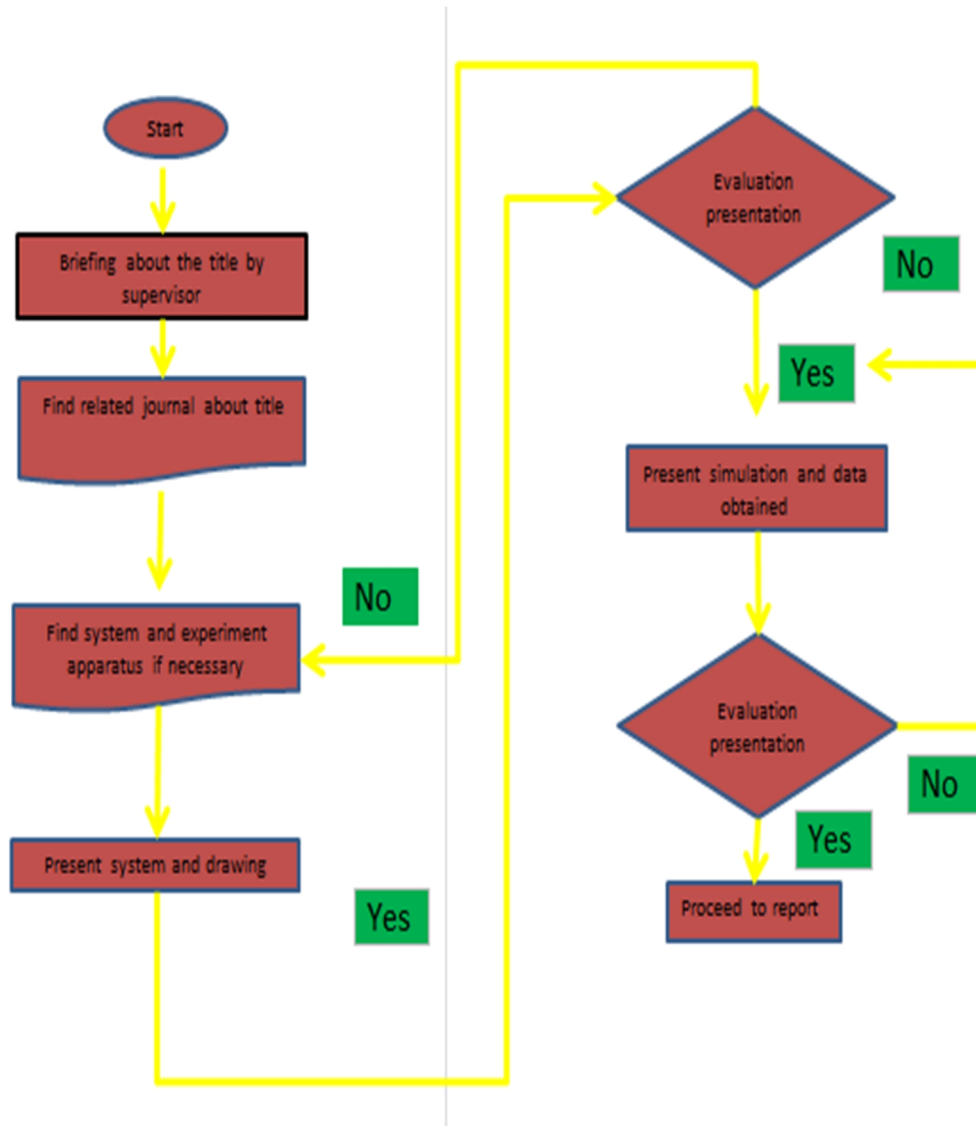 Start
Briefing about the title by
supervisor
Find related journal about title
No
Find system and experiment
apparatus if necessary
Present system and drawing
Yes
Evaluation
presentation
No
Yes
Present simulation and data
obtained
Evaluation
presentation
No
Yes
Proceed to report